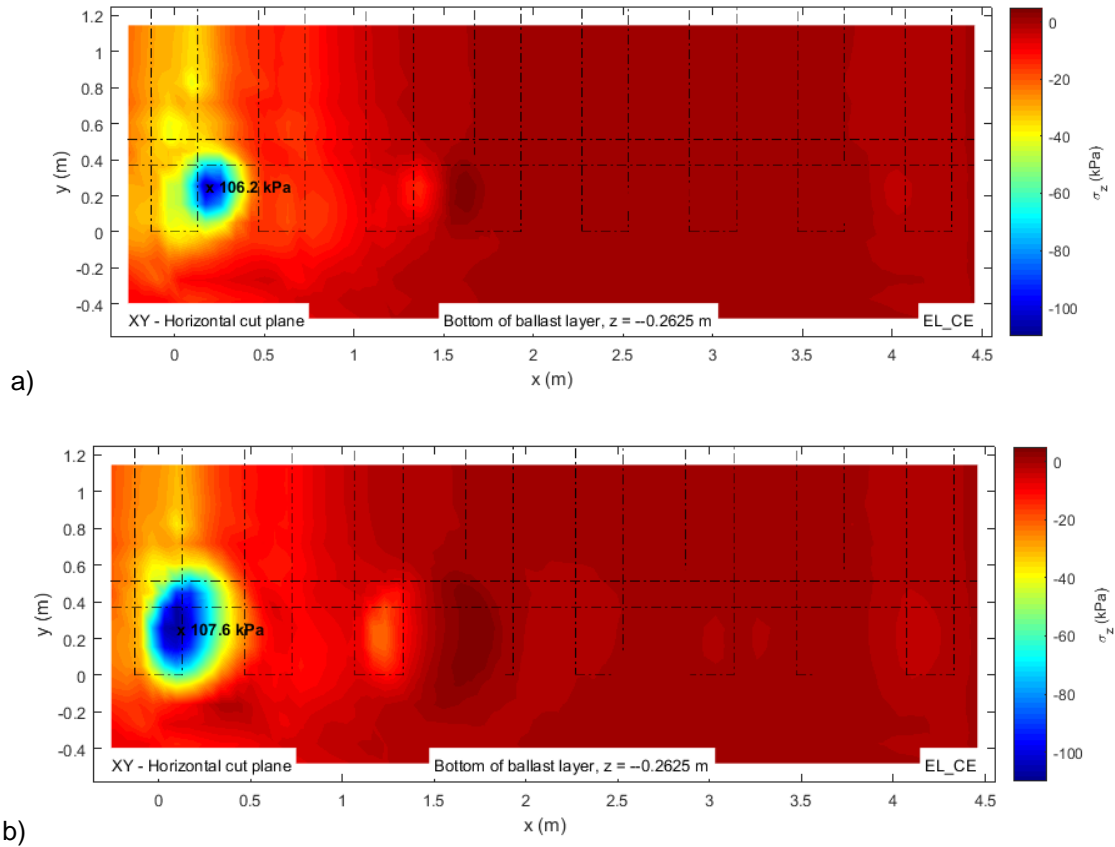 1.2
1
0.8
0.6
0.4
0.2
0
-0.2
-0.4
y (m)
106.2 kPa
XY - Horizontal cut plane
Bottom of ballast layer, z = --0.2625 m
EL_CE
0 0.5 1 1.5 2 2.5 3 3.5 4 4.5
x (m)
0
-20
-40
-60
-80
-100
σz (kPa)
a)
1.2
1
0.8
0.6
0.4
0.2
0
-0.2
-0.4
y (m)
107.6 kPa
XY - Horizontal cut plane
Bottom of ballast layer, z = --0.2625 m
EL_CE
0 0.5 1 1.5 2 2.5 3 3.5 4 4.5
x (m)
0
-20
-40
-60
-80
-100
σz (kPa)
b)